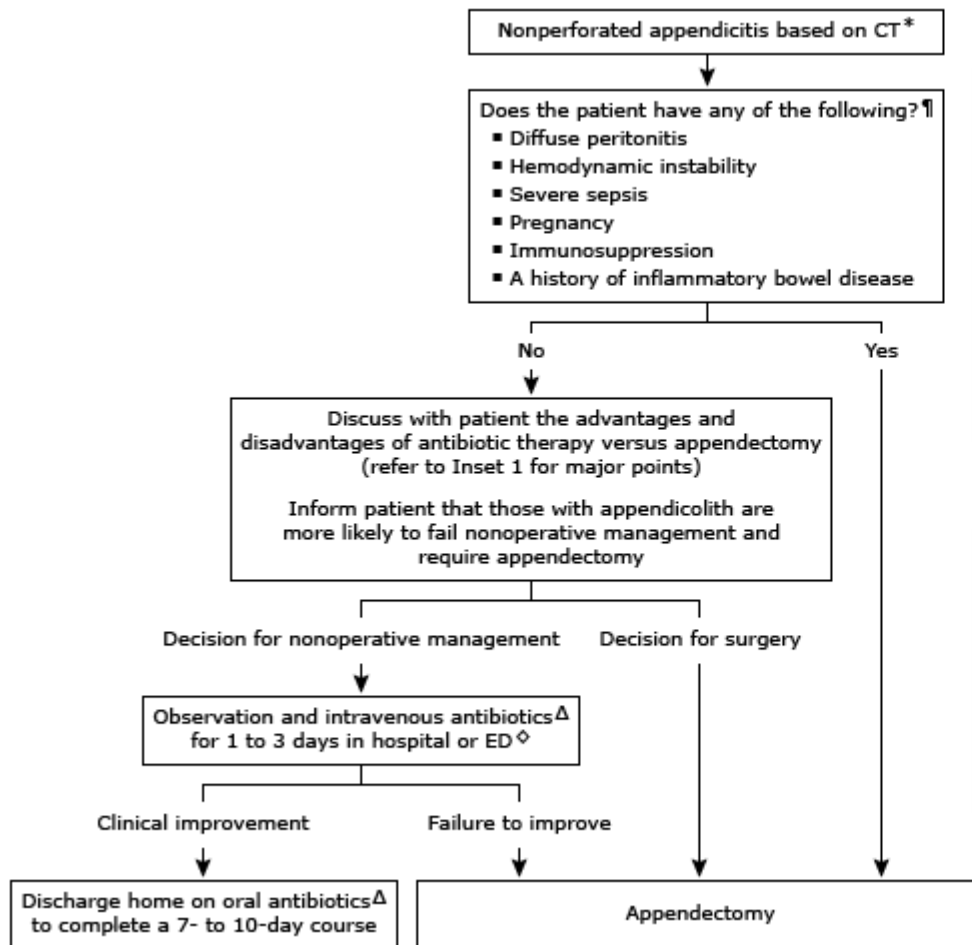 Nonperforated appendicitis based on CT*
Does the patient have any of the following?¶
▪ Diffuse peritonitis
▪ Hemodynamic instability
▪ Severe sepsis
▪ Pregnancy
▪ Immunosuppression
▪ A history of inflammatory bowel disease
No
Yes
Discuss with patient the advantages and
disadvantages of antibiotic therapy versus appendectomy
(refer to Inset 1 for major points)
Inform patient that those with appendicolith are
more likely to fail nonoperative management and
require appendectomy
Decision for nonoperative management
Decision for surgery
Observation and intravenous antibioticsΔ
for 1 to 3 days in hospital or ED◇
Clinical improvement
Failure to improve
Discharge home on oral antibioticsΔ
to complete a 7- to 10-day course
Appendectomy